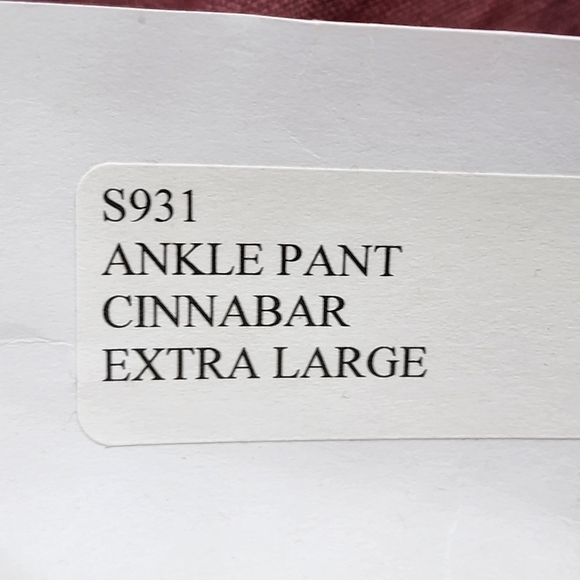 S931
ANKLE PANT
CINNABAR
EXTRA LARGE